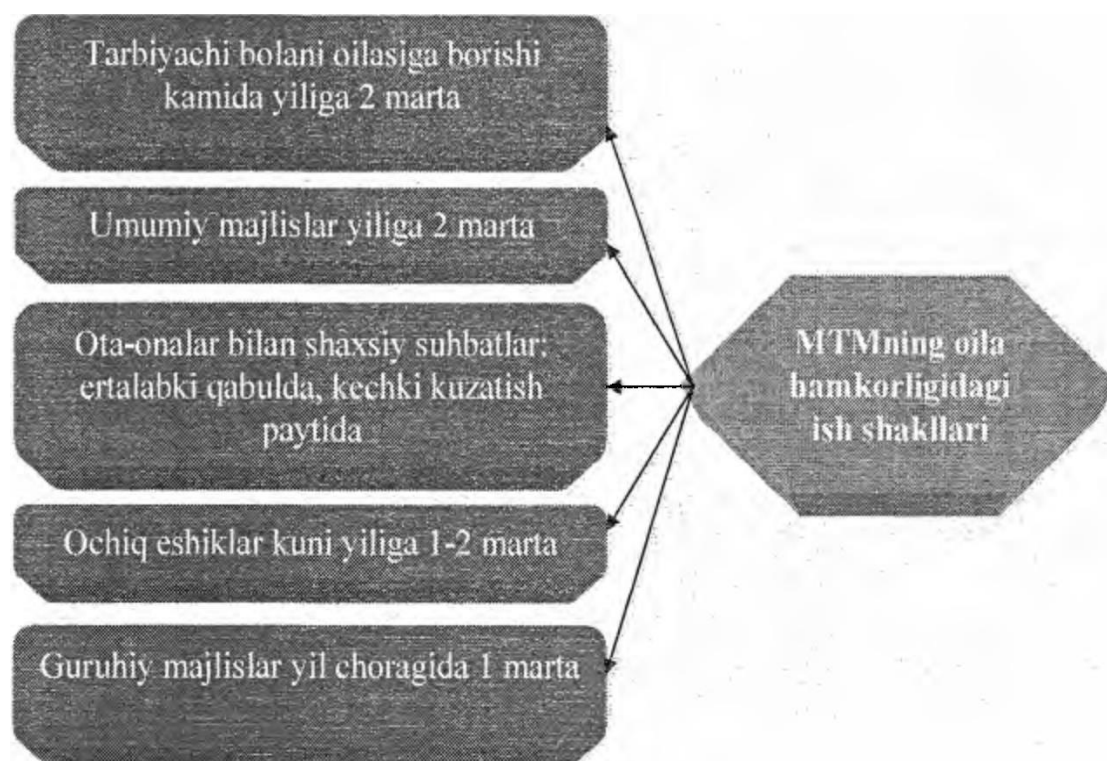 Tarbiyachi bolani oilasiga borishi
kamida yiliga 2 marta
Umumiy majlislar yiliga 2 marta
Ota-onalar bilan shaxsiy suhbatlar:
ertalabki qabulda, kechki kuzatish
paytida
Ochiq eshiklar kuni yiliga 1-2 marta
Guruhiy majlislar yil choragida 1 marta
MTMning oila
hamkorligidagi
ish shakllari